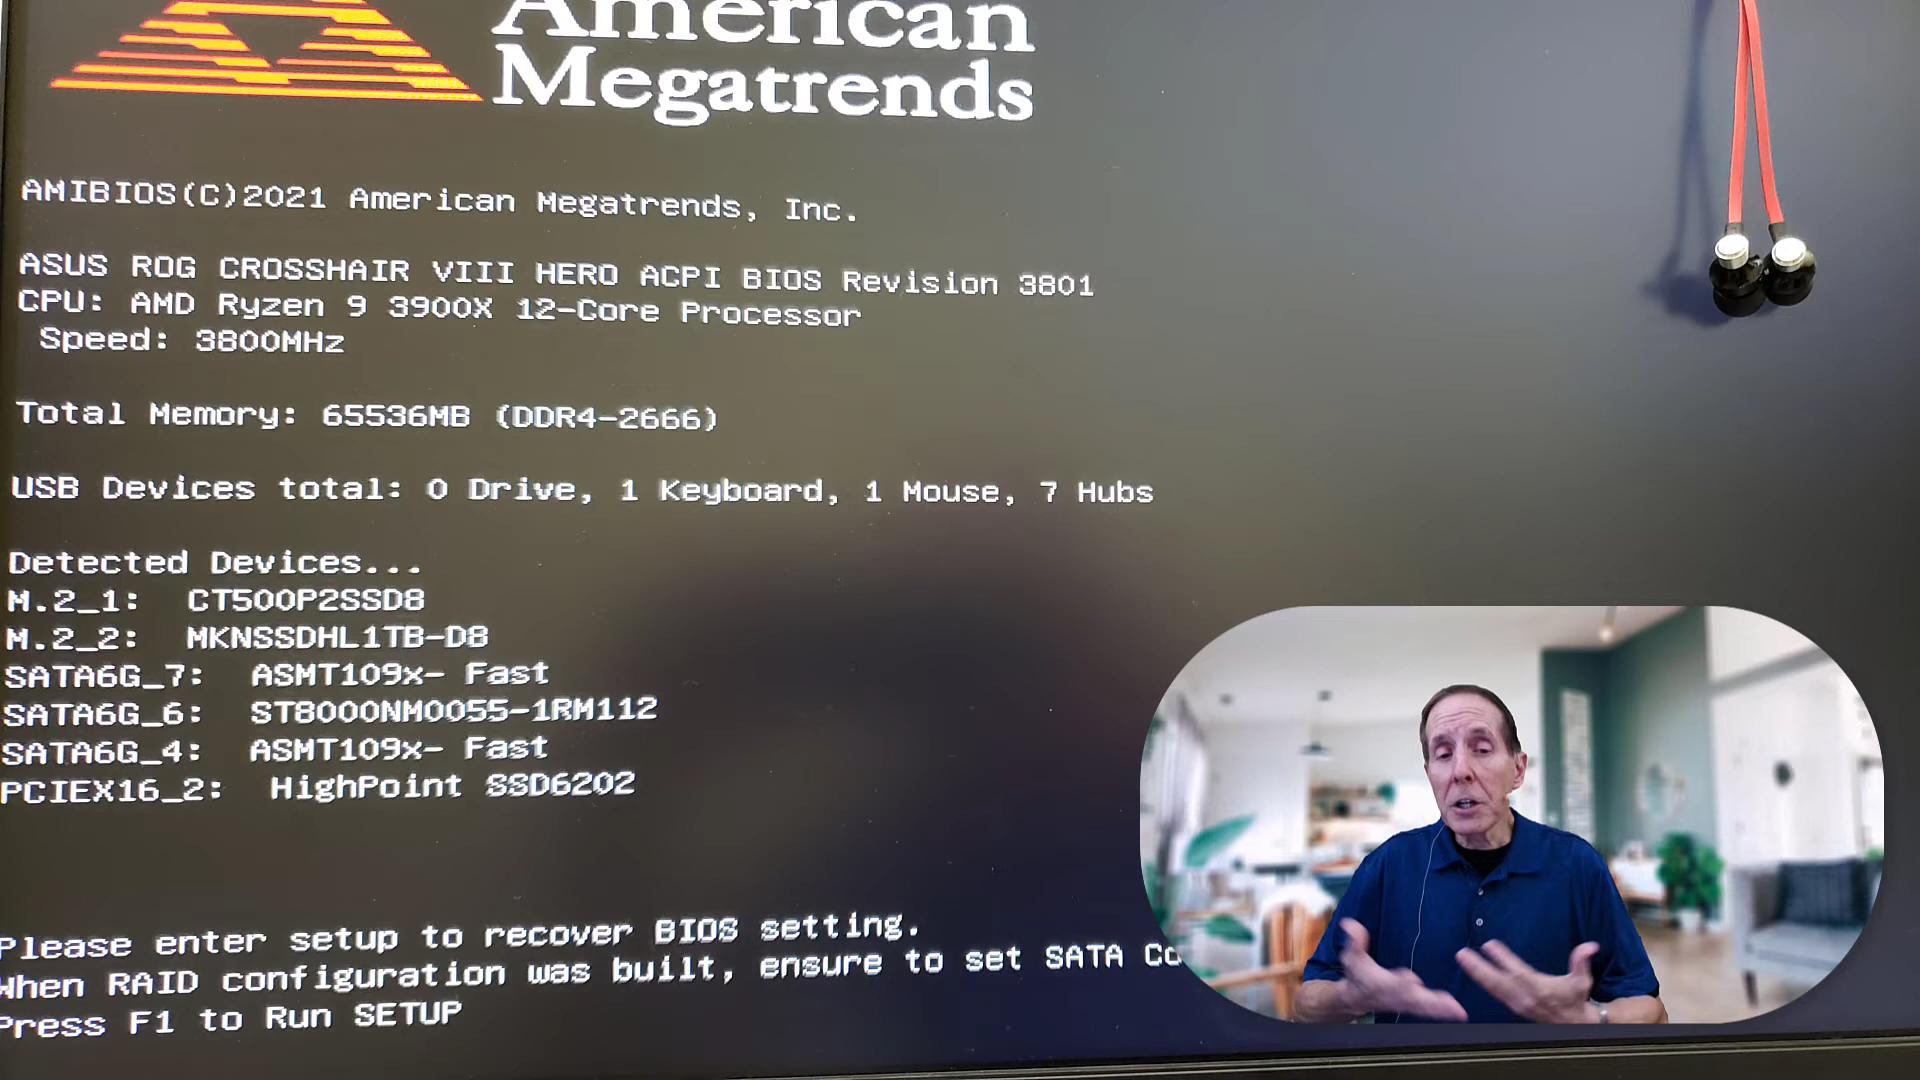 American
Megatrends
AMIBIOS(C)2021 American Megatrends, Inc.
ASUS ROG CROSSHAIR VIII HERO ACPI BIOS Revision 3801
CPU: AMD Ryzen 9 3900X 12-Core Processor
Speed: 3800MHz
Total Memory: 65536MB (DDR4-2666)
USB Devices total: 0 Drive, 1 Keyboard, 1 Mouse, 7 Hubs
Detected Devices...
M.2_1: CT500P2SSD8
M.2_2: MKNSSDHL1TB-D8
SATA6G_7: ASMT109x- Fast
SATA6G_6: ST8000NM0055-1RM112
SATA6G_4: ASMT109x- Fast
PCIEX16_2: HighPoint SSD6202
Please enter setup to recover BIOS setting.
When RAID configuration was built, ensure to set SATA Co
Press F1 to Run SETUP